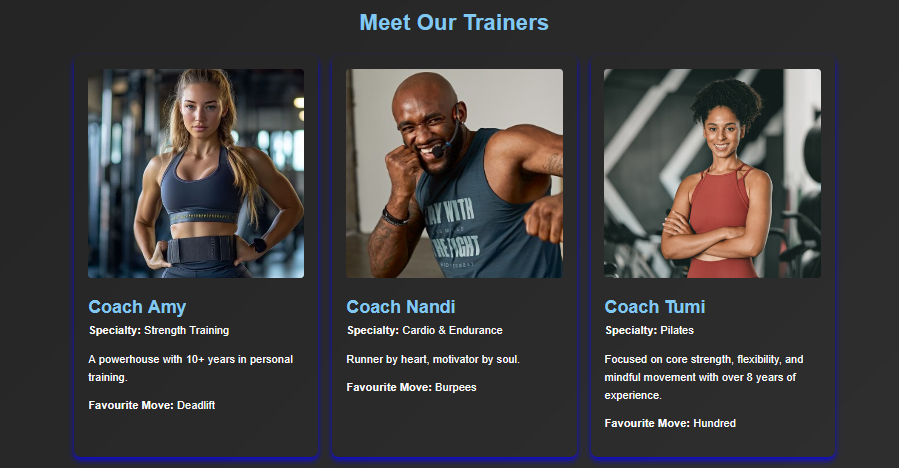 Meet Our Trainers
Coach Amy
Specialty: Strength Training
A powerhouse with 10+ years in personal
training.
Favourite Move: Deadlift
WITH
Coach Nandi
Specialty: Cardio & Endurance
Runner by heart, motivator by soul.
Favourite Move: Burpees
Coach Tumi
Specialty: Pilates
Focused on core strength, flexibility, and
mindful movement with over 8 years of
experience.
Favourite Move: Hundred